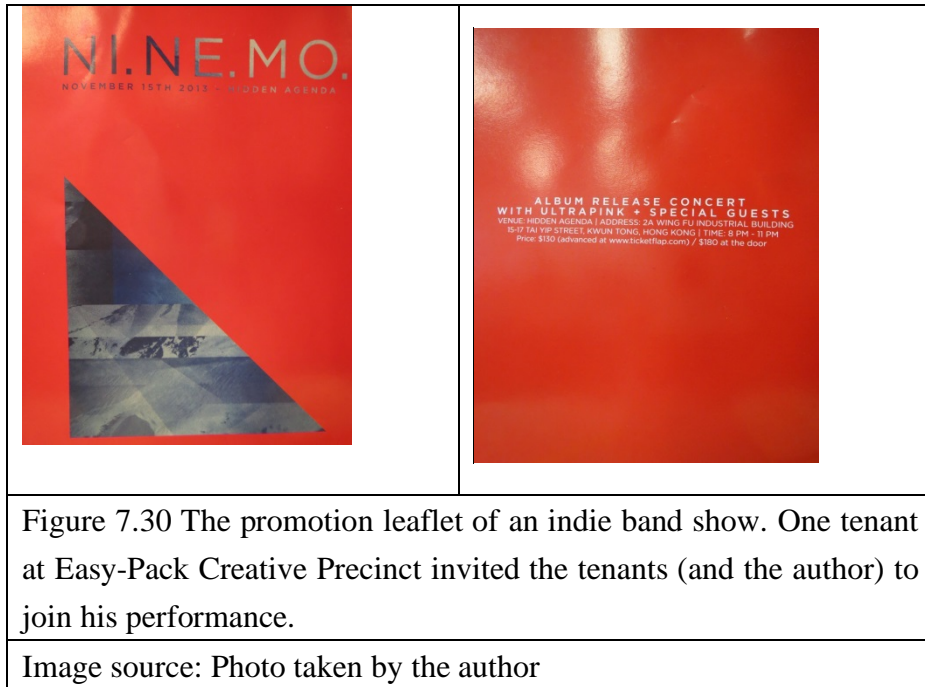 NI.NE.MO.
NOVEMBER 15TH 2013 - HIDDEN AGENDA
ALBUM RELEASE CONCERT
WITH ULTRAPINK + SPECIAL GUESTS
VENUE: HIDDEN AGENDA | ADDRESS: 2A WING FU INDUSTRIAL BUILDING
15-17 TAI YIP STREET, KWUN TONG, HONG KONG | TIME: 8 PM - 11 PM
Price: $130 (advanced at www.ticketflap.com) / $180 at the door
Figure 7.30 The promotion leaflet of an indie band show. One tenant
at Easy-Pack Creative Precinct invited the tenants (and the author) to
join his performance.
Image source: Photo taken by the author